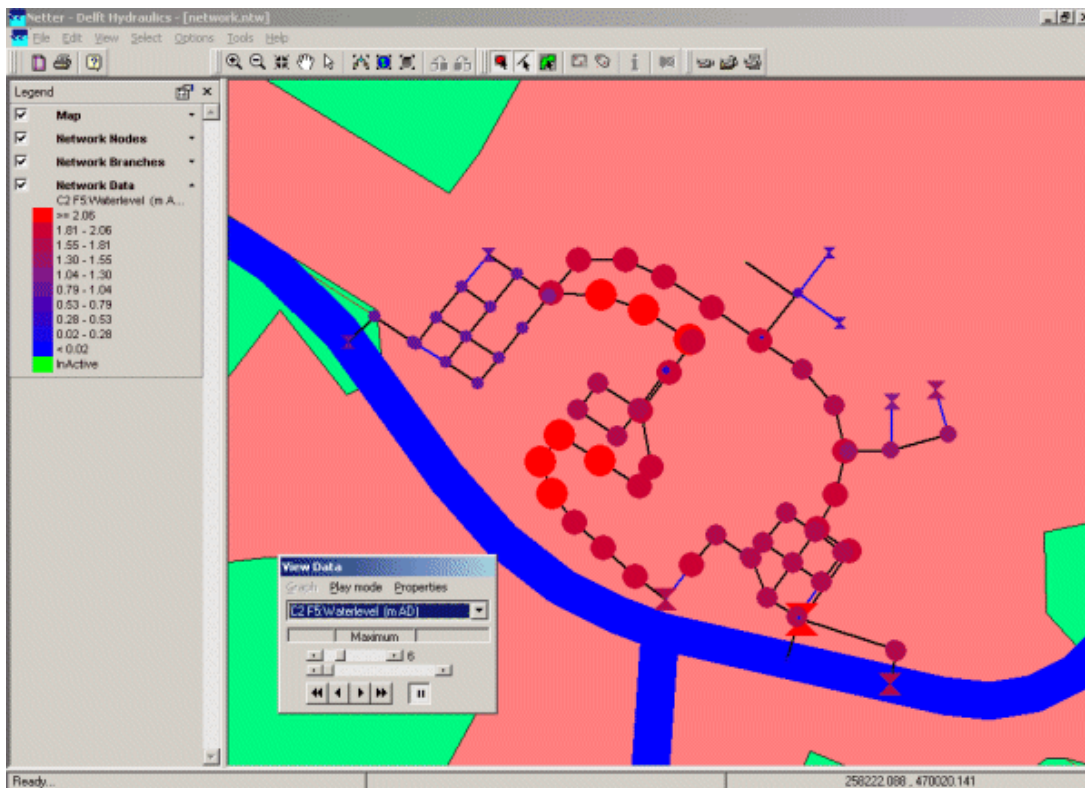 Netter - Delft Hydraulics - [network.ntw]
File Edit View Select Options Tools Help
Legend
Map
Network Nodes
Network Branches
Network Data
C2 F5:Waterlevel (m A...
>= 2.06
1.81 - 2.06
1.55 - 1.81
1.30 - 1.55
1.04 - 1.30
0.79 - 1.04
0.53 - 0.79
0.28 - 0.53
0.02 - 0.28
< 0.02
InActive
View Data
Graph Play mode Properties
C2 F5:Waterlevel (m AD)
Maximum
6
Ready...
258222.088 , 470020.141